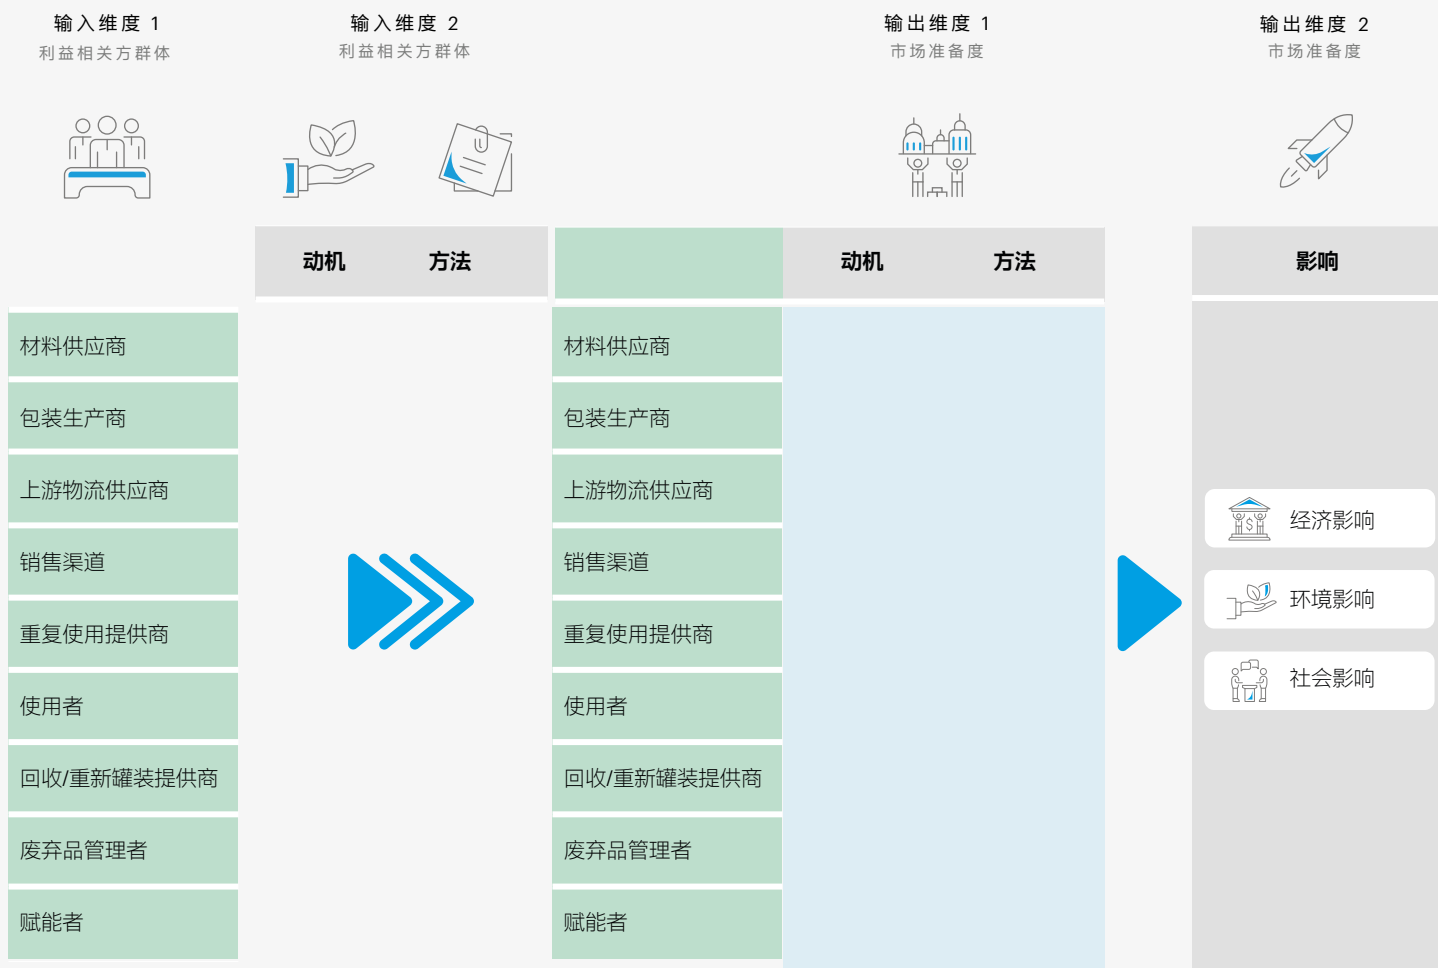 输入维度 1
利益相关方群体
输入维度 2
利益相关方群体
输出维度 1
市场准备度
输出维度 2
市场准备度
动机 方法
动机 方法
影响
材料供应商
包装生产商
上游物流供应商
销售渠道
重复使用提供商
使用者
回收/重新罐装提供商
废弃品管理者
赋能者
材料供应商
包装生产商
上游物流供应商
销售渠道
重复使用提供商
使用者
回收/重新罐装提供商
废弃品管理者
赋能者
$
经济影响
环境影响
社会影响